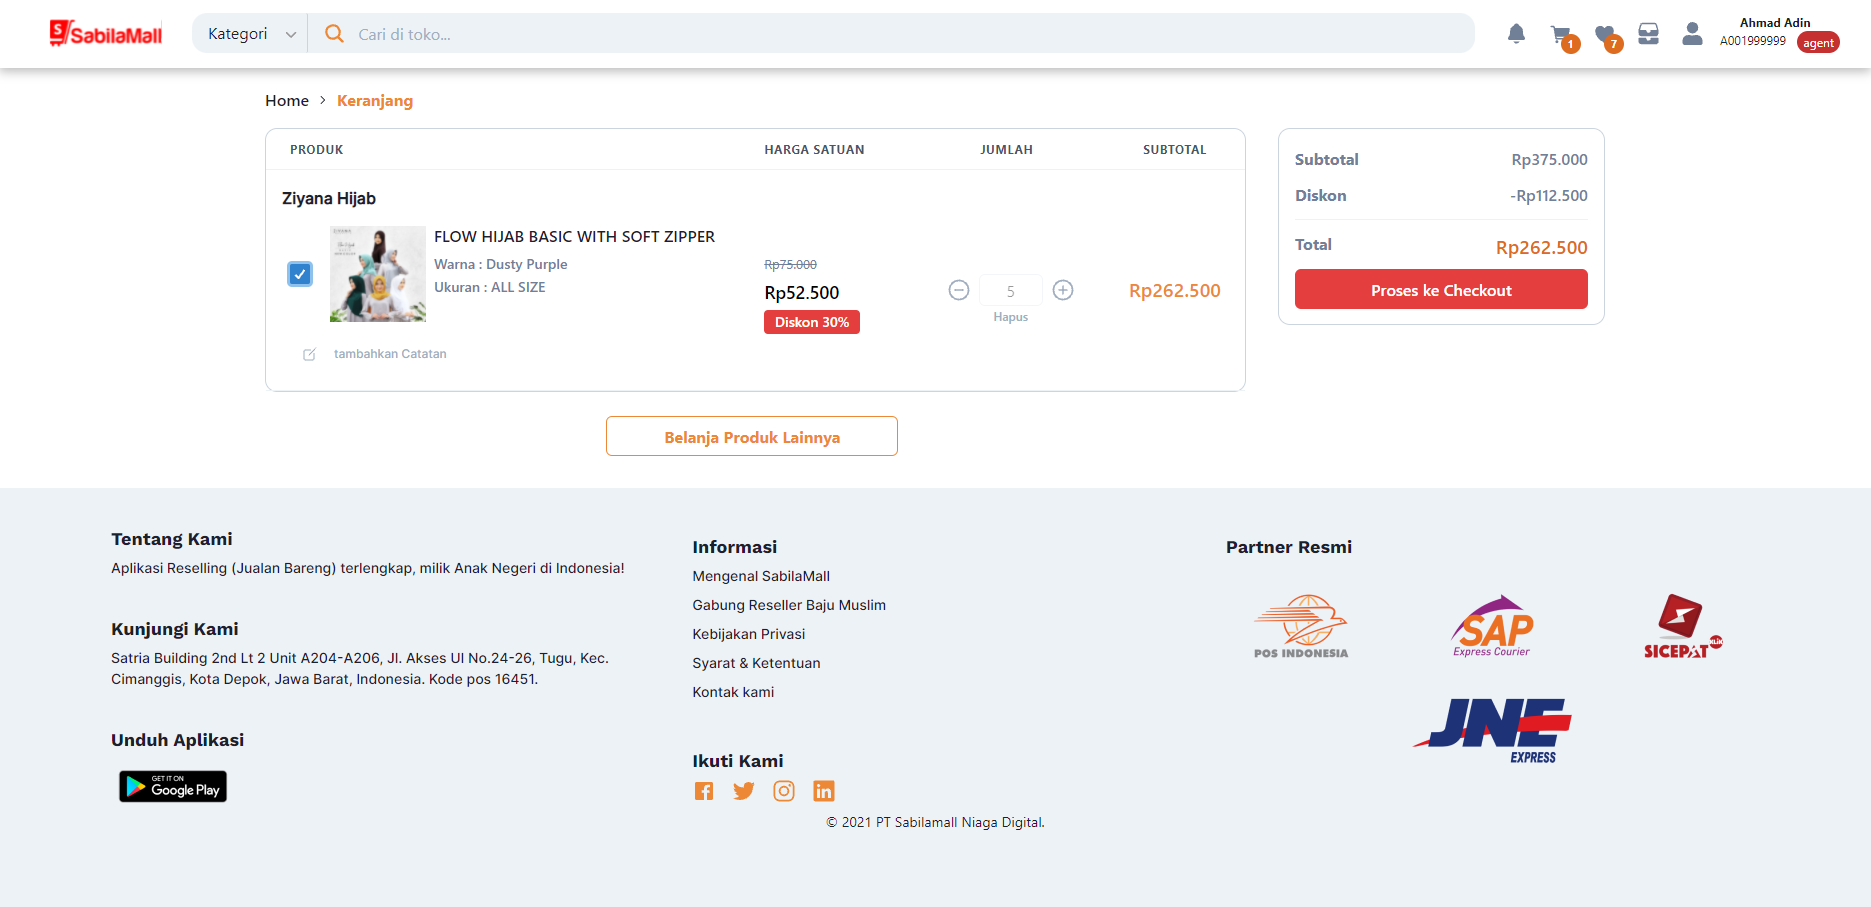 SabilaMall
Kategori
Cari di toko...
1
7
Ahmad Adin
A001999999
agent
Home > Keranjang
PRODUK HARGA SATUAN JUMLAH SUBTOTAL
Ziyana Hijab
FLOW HIJAB BASIC WITH SOFT ZIPPER
Warna : Dusty Purple
Ukuran : ALL SIZE
Rp75.000
Rp52.500
Diskon 30%
5
Hapus
Rp262.500
tambahkan Catatan
Subtotal Rp375.000
Diskon -Rp112.500
Total Rp262.500
Proses ke Checkout
Belanja Produk Lainnya
Tentang Kami
Aplikasi Reselling (Jualan Bareng) terlengkap, milik Anak Negeri di Indonesia!
Kunjungi Kami
Satria Building 2nd Lt 2 Unit A204-A206, Jl. Akses UI No.24-26, Tugu, Kec.
Cimanggis, Kota Depok, Jawa Barat, Indonesia. Kode pos 16451.
Unduh Aplikasi
GET IT ON
Google Play
Informasi
Mengenal SabilaMall
Gabung Reseller Baju Muslim
Kebijakan Privasi
Syarat & Ketentuan
Kontak kami
Ikuti Kami
Partner Resmi
POS INDONESIA
SAP
Express Courier
SICEPAT
JNE
EXPRESS
© 2021 PT Sabilamall Niaga Digital.